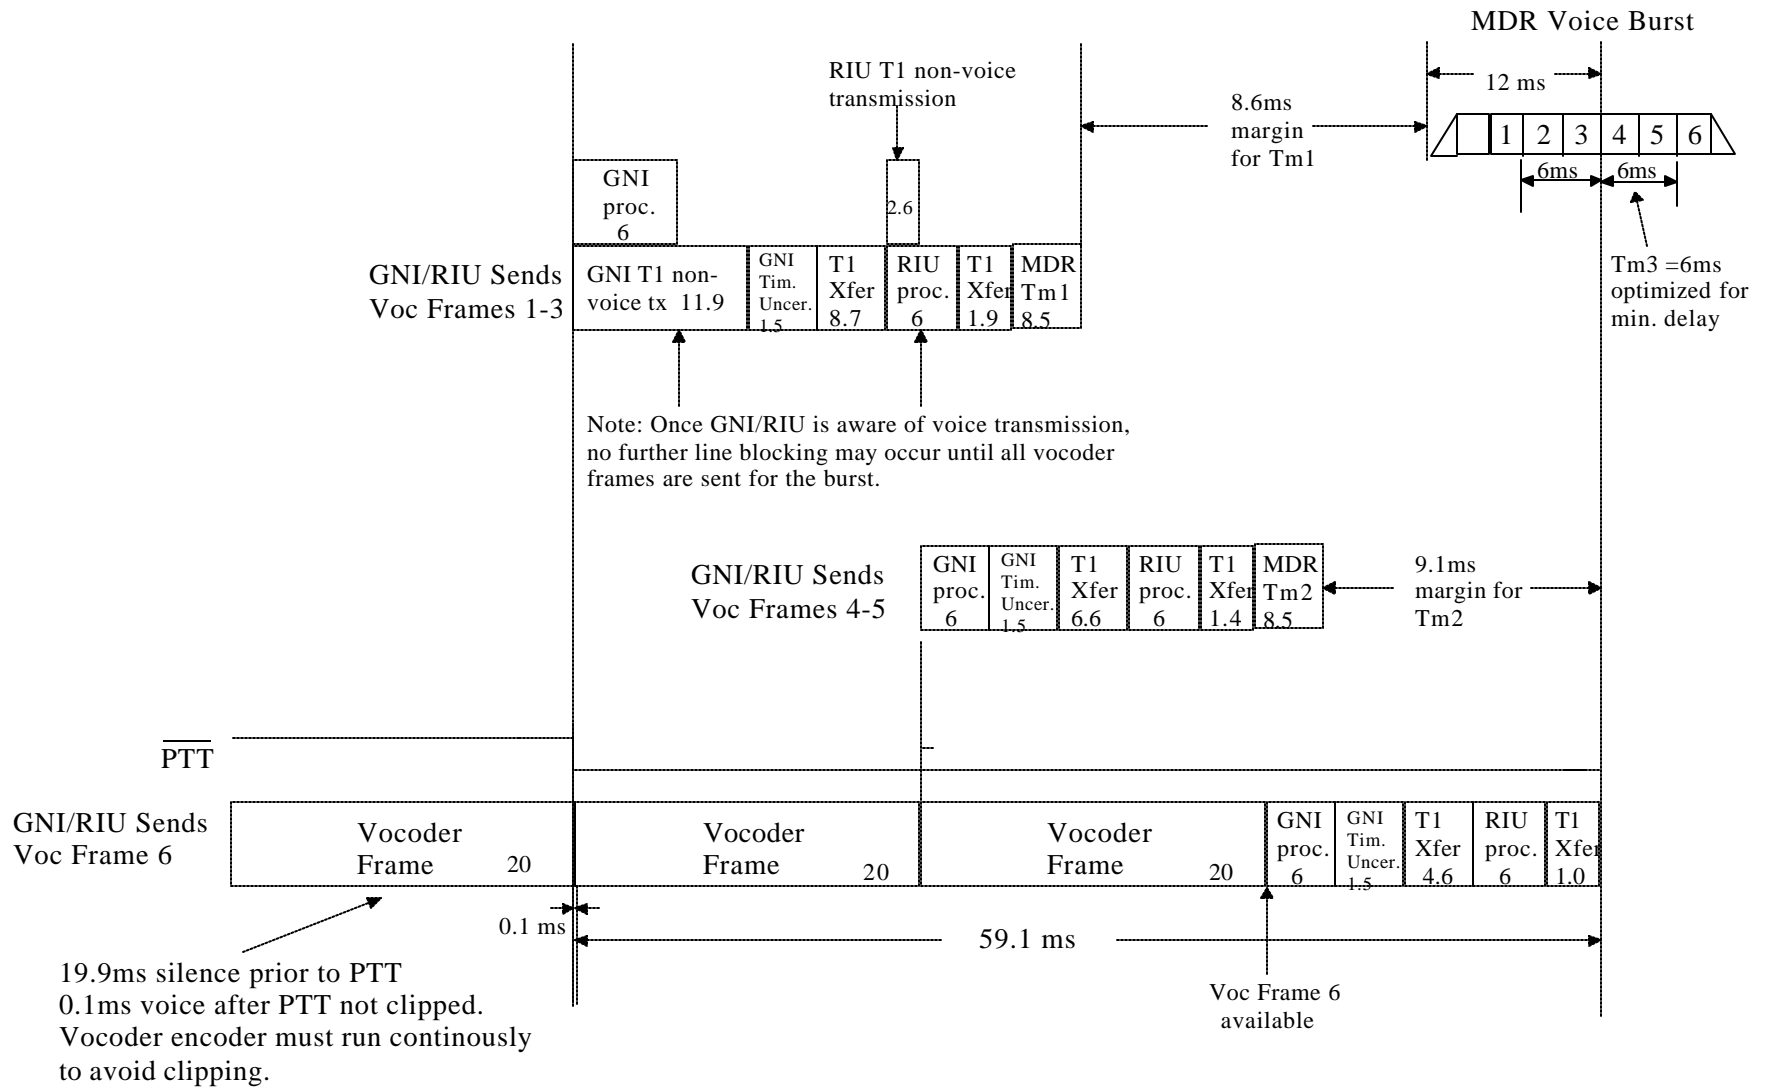 MDR Voice Burst
12 ms
RIU T1 non-voice
transmission
8.6ms
margin
for Tm1
1 2 3 4 5 6
6ms 6ms
Tm3 =6ms
optimized for
min. delay
GNI
proc.
6
2.6
GNI/RIU Sends
Voc Frames 1-3
GNI T1 non-
voice tx 11.9
GNI
Tim.
Uncer.
1.5
T1
Xfer
8.7
RIU
proc.
6
T1
Xfer
1.9
MDR
Tm1
8.5
Note: Once GNI/RIU is aware of voice transmission,
no further line blocking may occur until all vocoder
frames are sent for the burst.
GNI/RIU Sends
Voc Frames 4-5
GNI
proc.
6
GNI
Tim.
Uncer.
1.5
T1
Xfer
6.6
RIU
proc.
6
T1
Xfer
1.4
MDR
Tm2
8.5
9.1ms
margin for
Tm2
PTT
GNI/RIU Sends
Voc Frame 6
Vocoder
Frame 20
Vocoder
Frame 20
Vocoder
Frame 20
GNI
proc.
6
GNI
Tim.
Uncer.
1.5
T1
Xfer
4.6
RIU
proc.
6
T1
Xfer
1.0
0.1 ms
59.1 ms
19.9ms silence prior to PTT
0.1ms voice after PTT not clipped.
Vocoder encoder must run continously
to avoid clipping.
Voc Frame 6
available